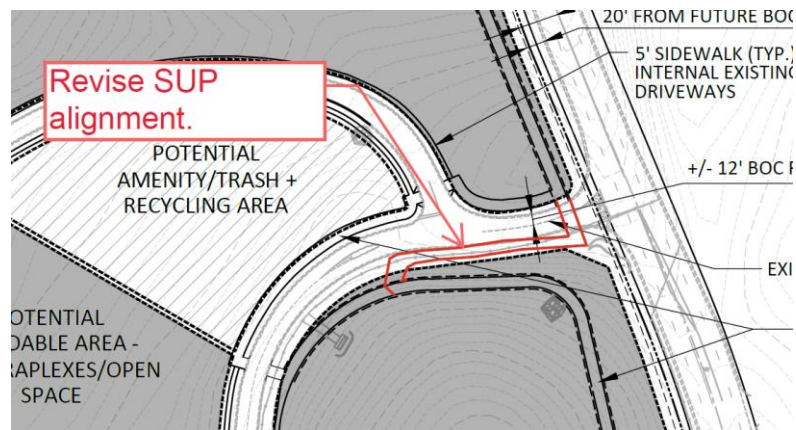 20' FROM FUTURE BOC
5' SIDEWALK (TYP.)
INTERNAL EXISTING
DRIVEWAYS
Revise SUP
alignment.
POTENTIAL
AMENITY/TRASH +
RECYCLING AREA
+/- 12' BOC
EXI
OTENTIAL
DABLE AREA -
RAPLEXES/OPEN
SPACE